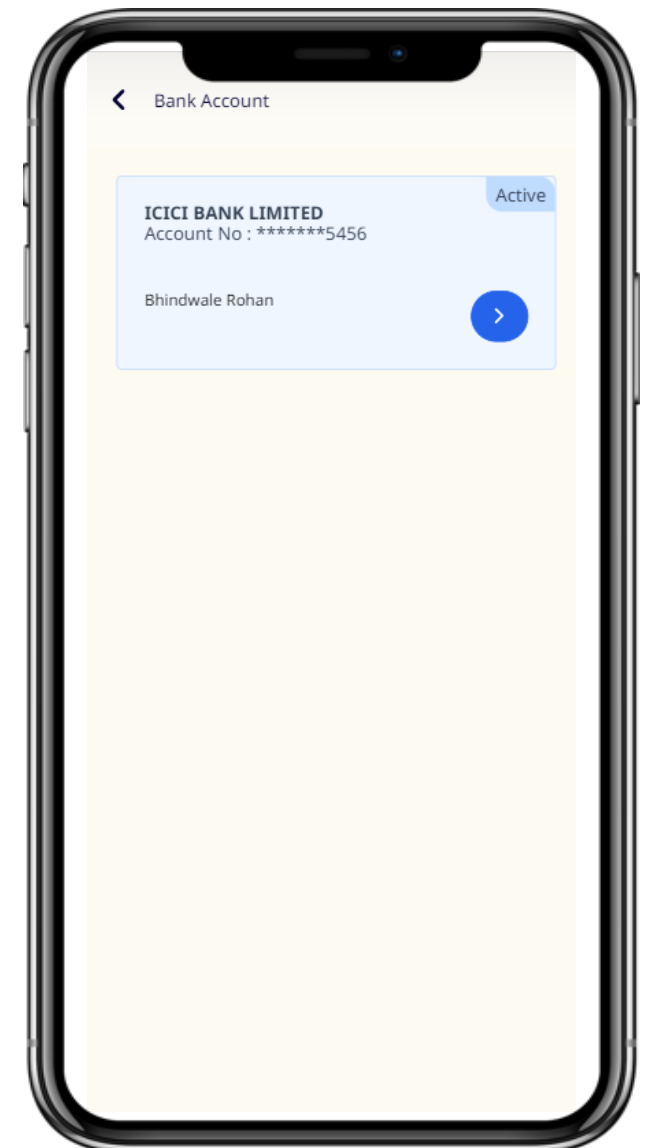 Bank Account
Active
ICICI BANK LIMITED
Account No : *******5456
Bhindwale Rohan